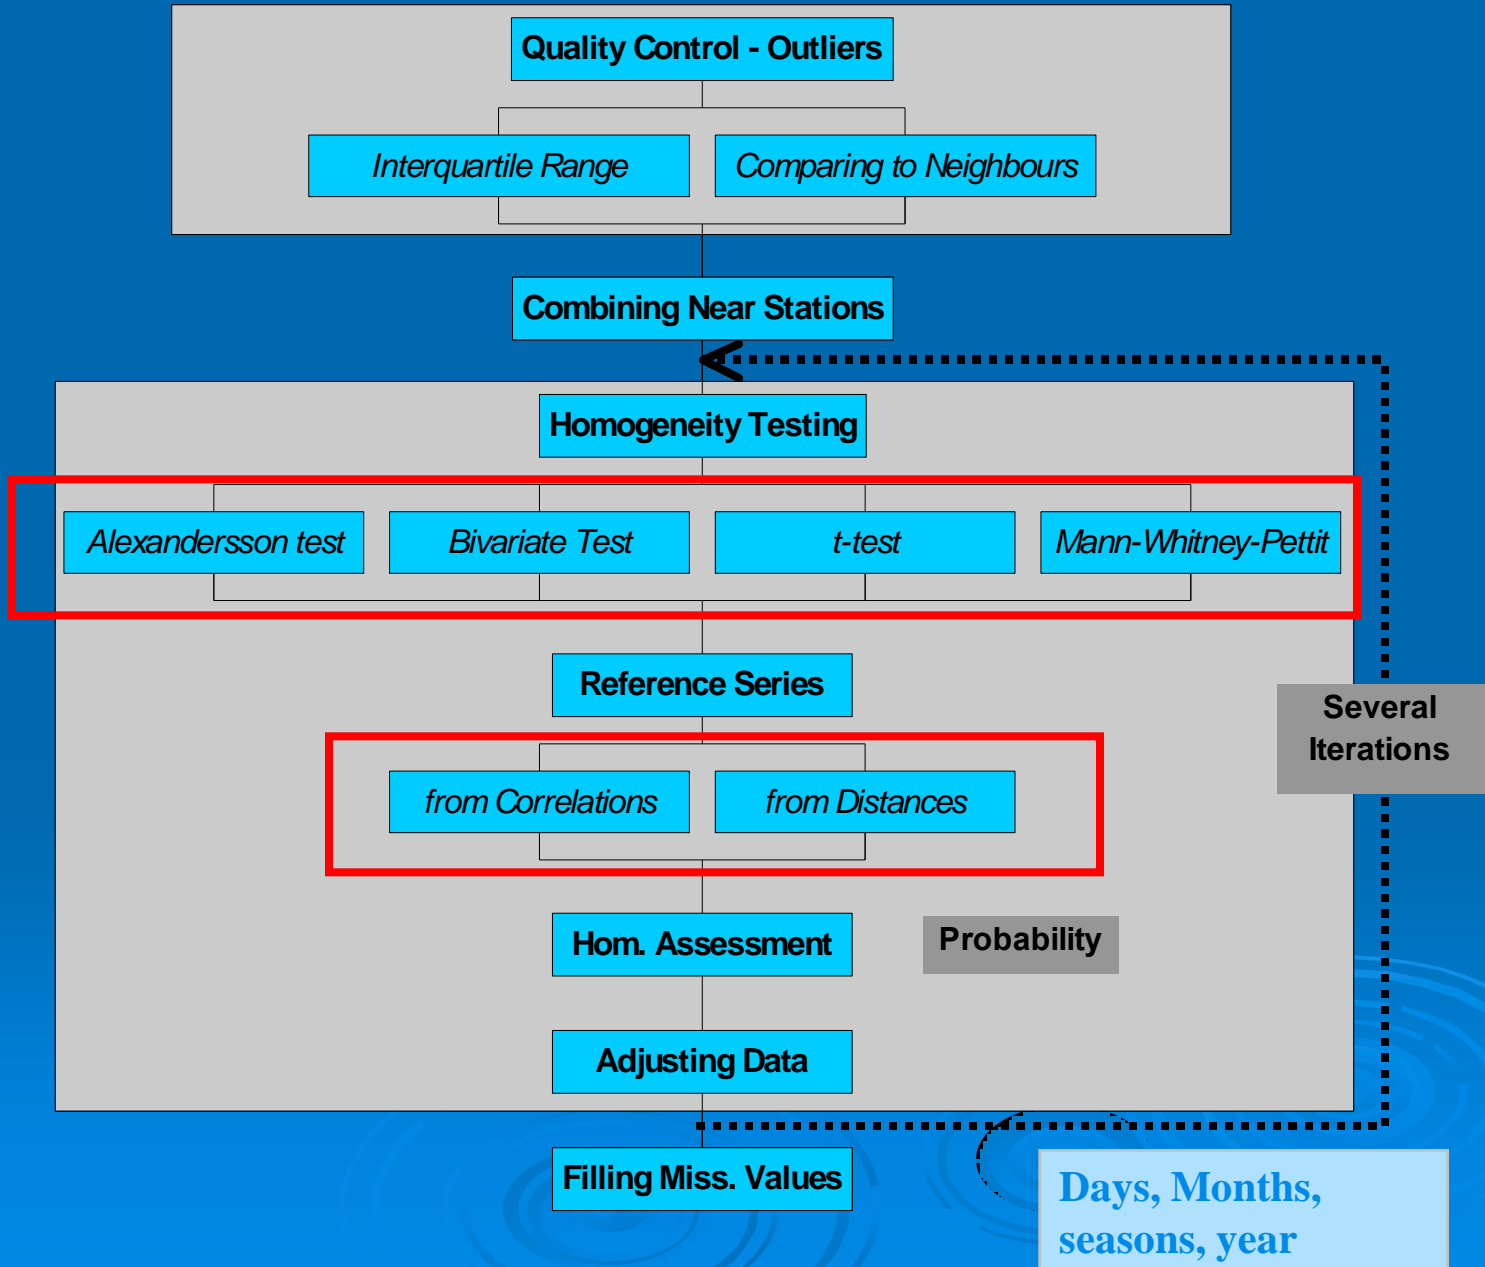 Quality Control - Outliers
Interquartile Range
Comparing to Neighbours
Combining Near Stations
Homogeneity Testing
Alexandersson test
Bivariate Test
t-test
Mann-Whitney-Pettit
Reference Series
Several
Iterations
from Correlations
from Distances
Hom. Assessment
Probability
Adjusting Data
Filling Miss. Values
Days, Months,
seasons, year